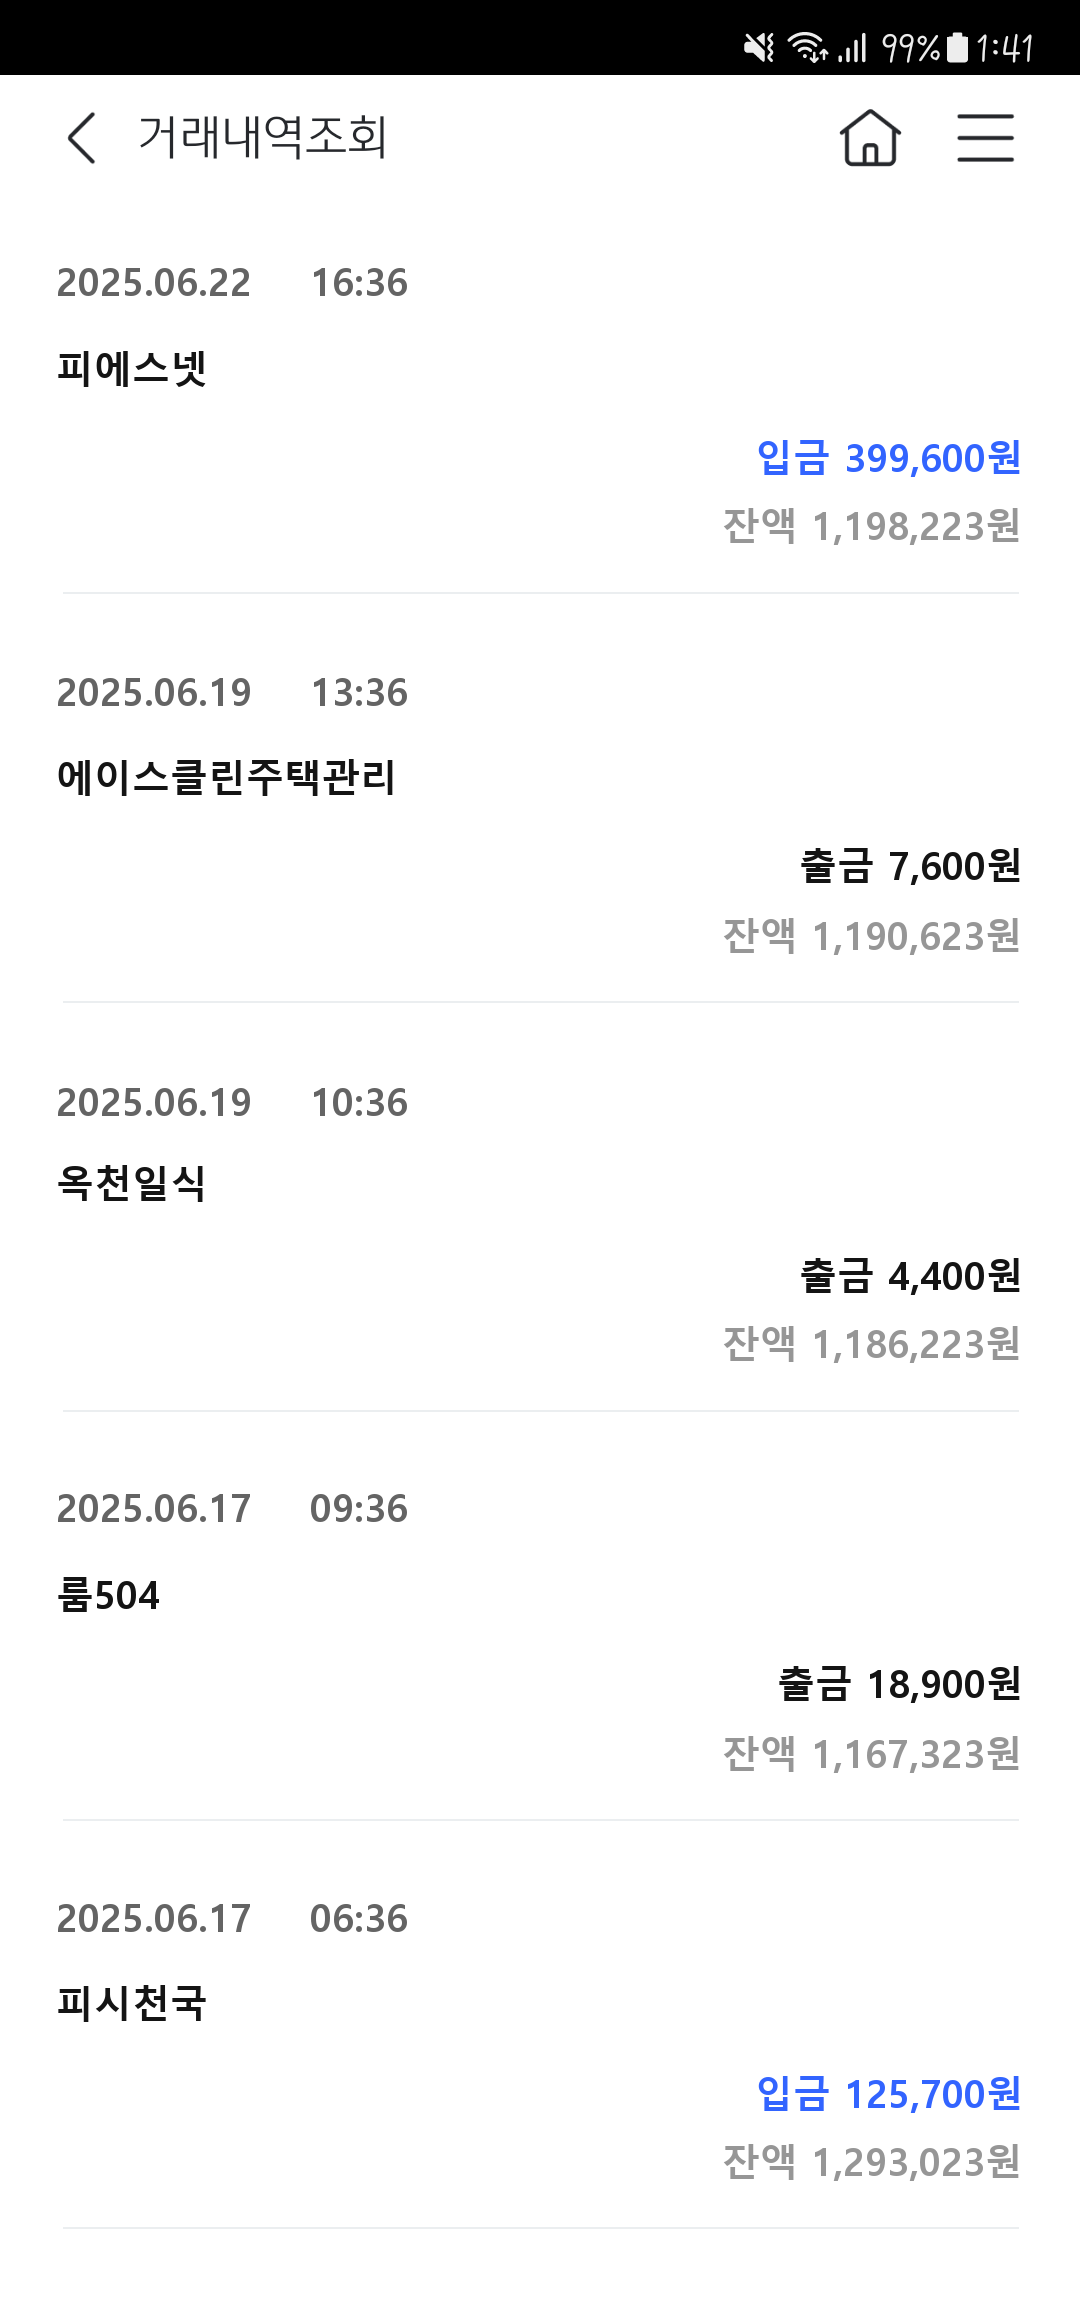 99% 1:41
거래내역조회
2025.06.22 16:36
피에스넷
입금 399,600원
잔액 1,198,223원
2025.06.19 13:36
에이스클린주택관리
출금 7,600원
잔액 1,190,623원
2025.06.19 10:36
옥천일식
출금 4,400원
잔액 1,186,223원
2025.06.17 09:36
룸504
출금 18,900원
잔액 1,167,323원
2025.06.17 06:36
피시천국
입금 125,700원
잔액 1,293,023원